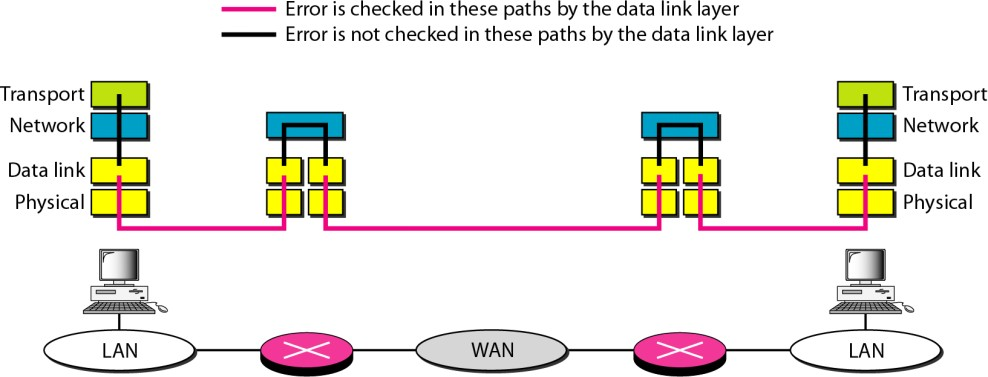 Error is checked in these paths by the data link layer
Error is not checked in these paths by the data link layer
Transport
Transport
Network
Network
Data link
Data link
Physical
Physical
LAN
WAN
LAN